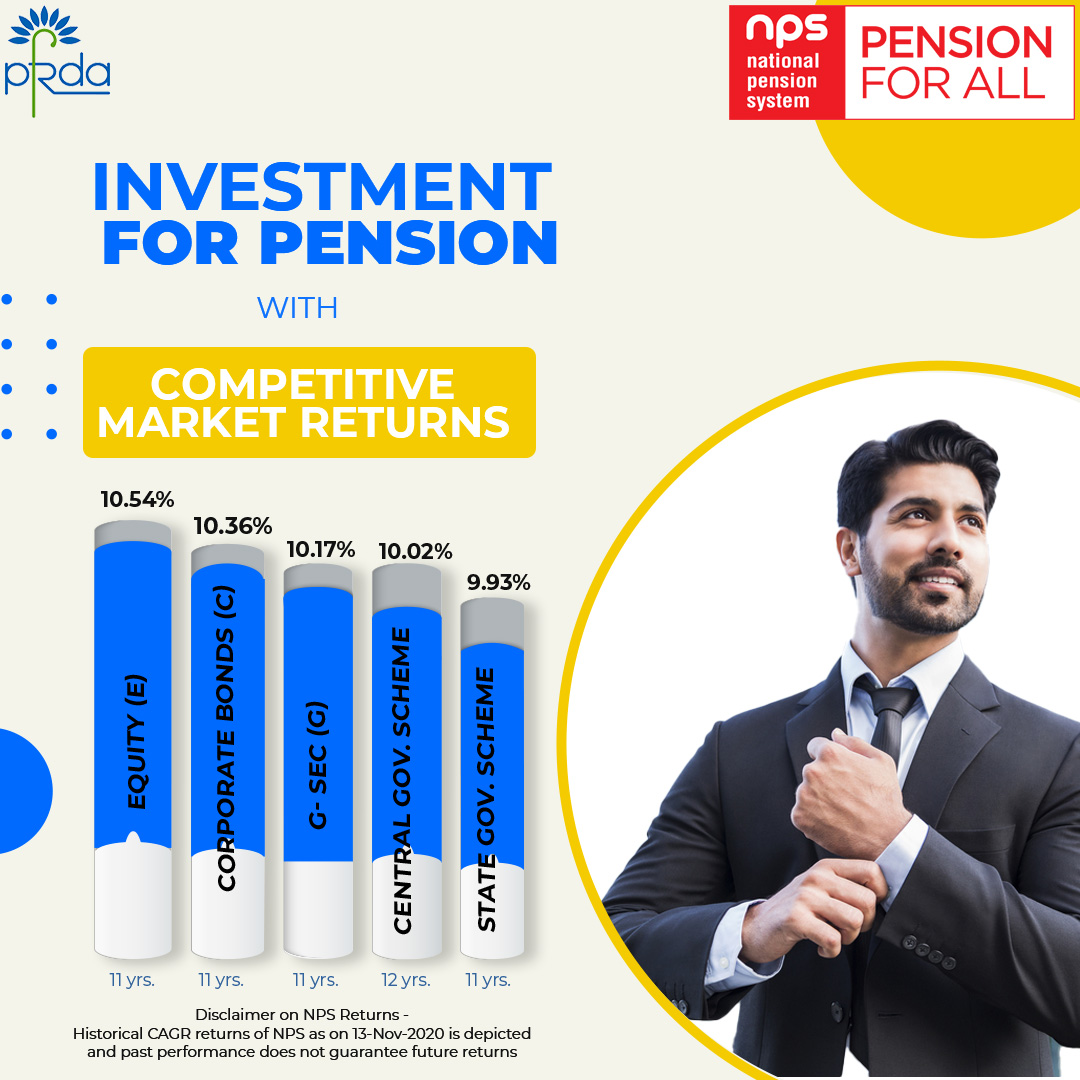 pfrda
nps
national
pension
system
PENSION
FOR ALL
INVESTMENT
FOR PENSION
WITH
COMPETITIVE
MARKET RETURNS
10.54%
10.36%
10.17%
10.02%
9.93%
EQUITY (E)
CORPORATE BONDS (C)
G- SEC (G)
CENTRAL GOV. SCHEME
STATE GOV. SCHEME
11 yrs.
11 yrs.
11 yrs.
12 yrs.
11 yrs.
Disclaimer on NPS Returns -
Historical CAGR returns of NPS as on 13-Nov-2020 is depicted
and past performance does not guarantee future returns